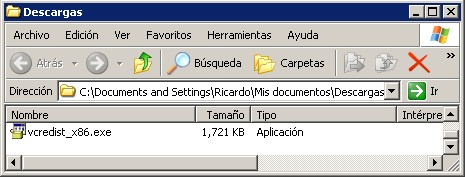 Descargas
Archivo Edición Ver Favoritos Herramientas Ayuda
Atrás Búsqueda Carpetas »
Dirección C:\Documents and Settings\Ricardo\Mis documentos\Descargas Ir
Nombre Tamaño Tipo Intérpre
vcredist_x86.exe 1,721 KB Aplicación